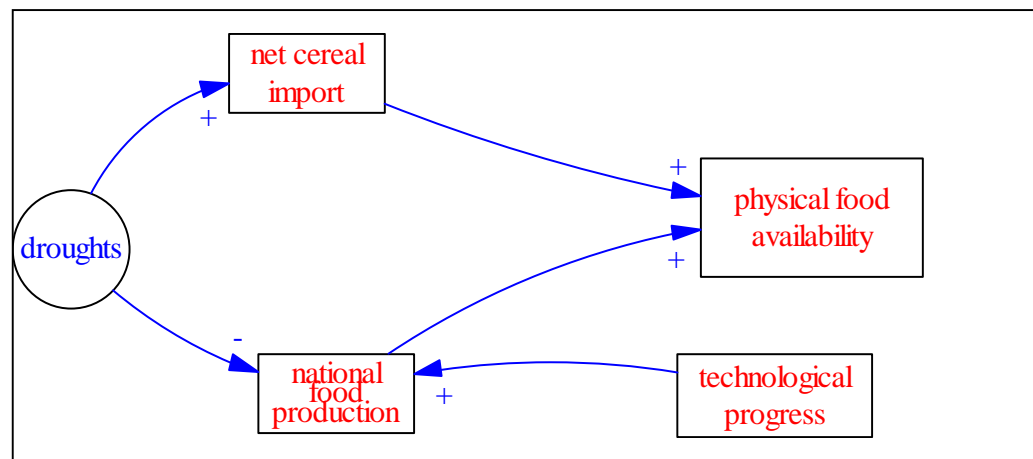 net cereal
import
+
+
physical food
availability
droughts
+
-
national
food
production
+
technological
progress